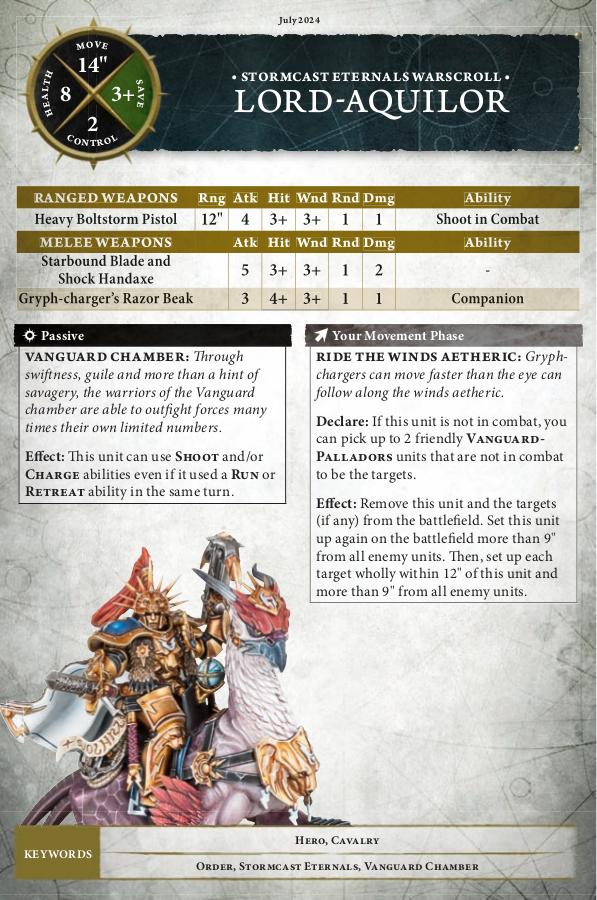 July 2024
MOVE
14"
HEALTH
8
3+
SAVE
2
CONTROL
• STORMCAST ETERNALS WARSCROLL •
LORD-AQUILOR
RANGED WEAPONS Rng Atk Hit Wnd Rnd Dmg Ability
Heavy Boltstorm Pistol 12" 4 3+ 3+ 1 1 Shoot in Combat
MELEE WEAPONS Atk Hit Wnd Rnd Dmg Ability
Starbound Blade and
Shock Handaxe 5 3+ 3+ 1 2 -
Gryph-charger's Razor Beak 3 4+ 3+ 1 1 Companion
Passive
VANGUARD CHAMBER: Through
swiftness, guile and more than a hint of
savagery, the warriors of the Vanguard
chamber are able to outfight forces many
times their own limited numbers.
Effect: This unit can use SHOOT and/or
CHARGE abilities even if it used a RUN or
RETREAT ability in the same turn.
Your Movement Phase
RIDE THE WINDS AETHERIC: Gryph-
chargers can move faster than the eye can
follow along the winds aetheric.
Declare: If this unit is not in combat, you
can pick up to 2 friendly VANGUARD-
PALLADORS units that are not in combat
to be the targets.
Effect: Remove this unit and the targets
(if any) from the battlefield. Set this unit
up again on the battlefield more than 9"
from all enemy units. Then, set up each
target wholly within 12" of this unit and
more than 9" from all enemy units.
KEYWORDS
HERO, CAVALRY
ORDER, STORMCAST ETERNALS, VANGUARD CHAMBER